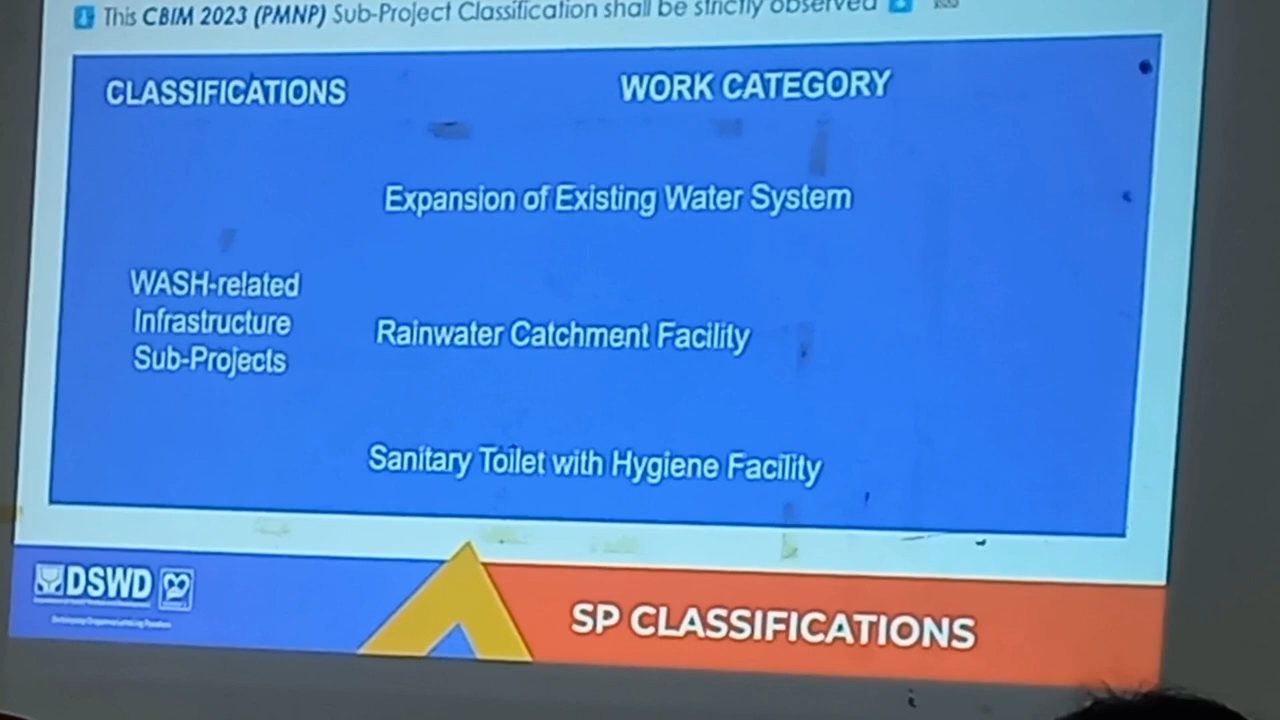 This CBIM 2023 (PMNP) Sub-Project Classification shall be strictly observed
CLASSIFICATIONS
WORK CATEGORY
Expansion of Existing Water System
WASH-related
Infrastructure
Sub-Projects
Rainwater Catchment Facility
Sanitary Toilet with Hygiene Facility
DSWD
SP CLASSIFICATIONS